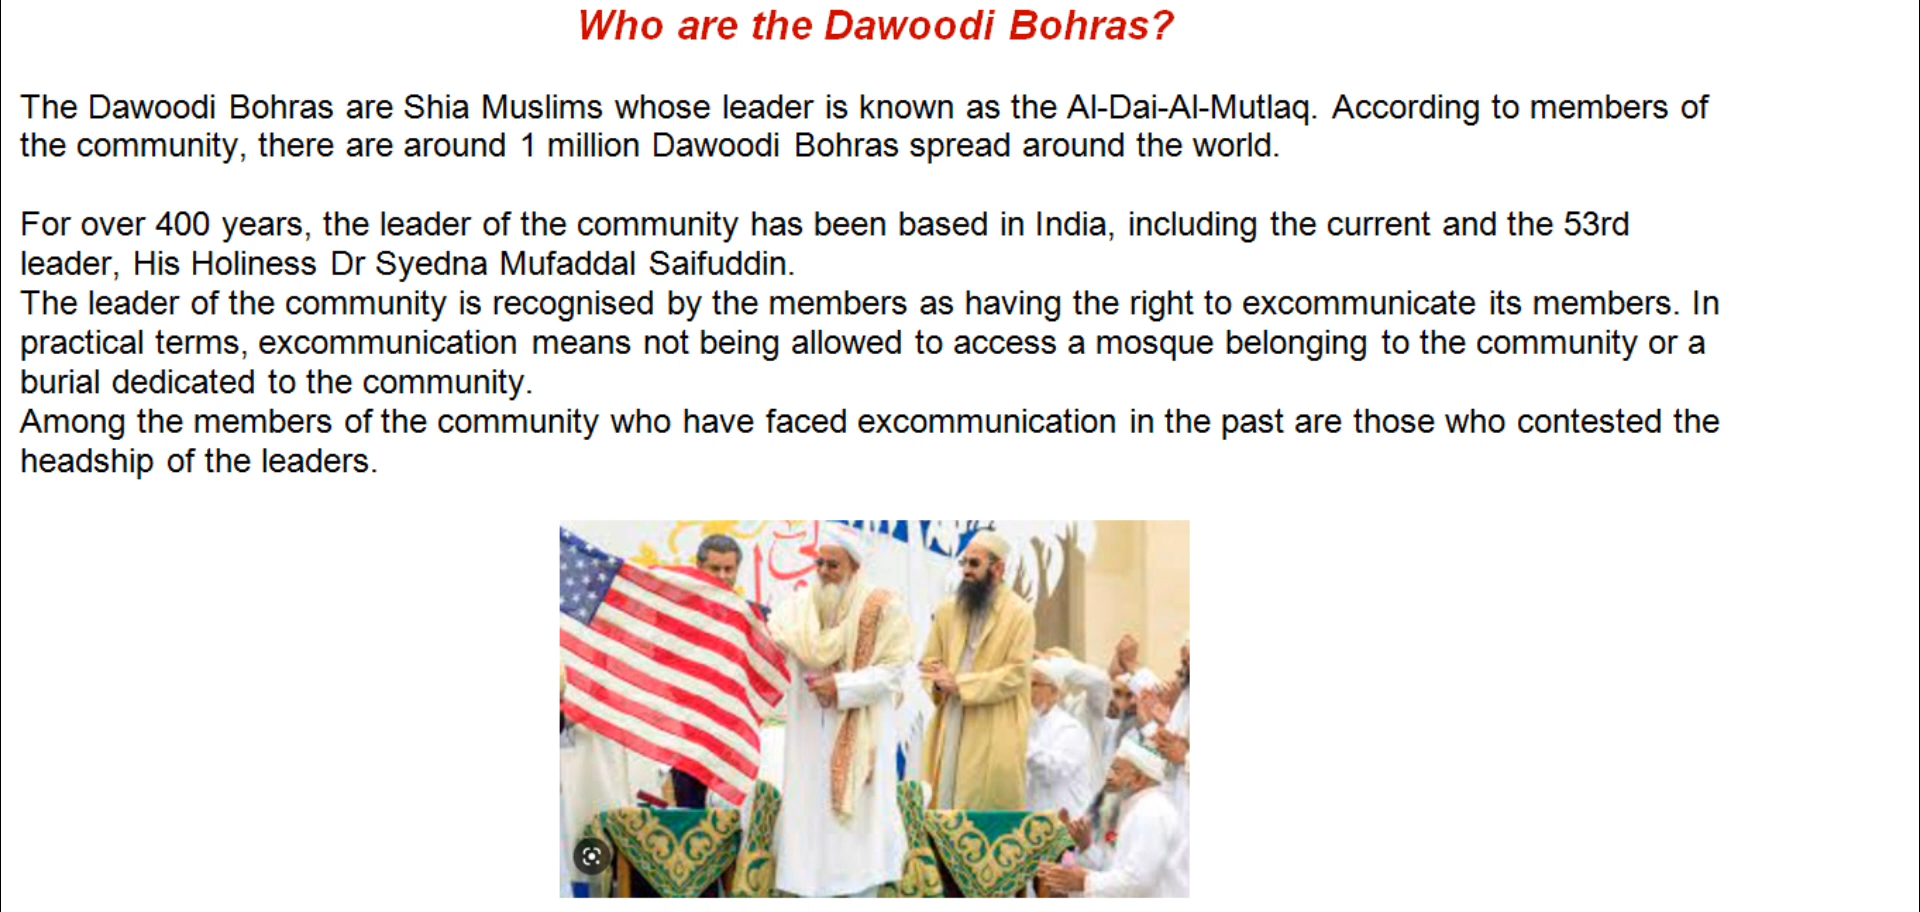 Who are the Dawoodi Bohras?
The Dawoodi Bohras are Shia Muslims whose leader is known as the Al-Dai-Al-Mutlaq. According to members of
the community, there are around 1 million Dawoodi Bohras spread around the world.
For over 400 years, the leader of the community has been based in India, including the current and the 53rd
leader, His Holiness Dr Syedna Mufaddal Saifuddin.
The leader of the community is recognised by the members as having the right to excommunicate its members. In
practical terms, excommunication means not being allowed to access a mosque belonging to the community or a
burial dedicated to the community.
Among the members of the community who have faced excommunication in the past are those who contested the
headship of the leaders.